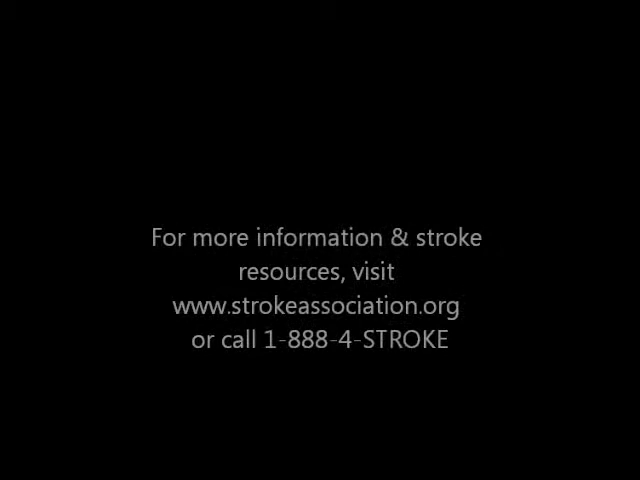 For more information & stroke
resources, visit
www.strokeassociation.org
or call 1-888-4-STROKE